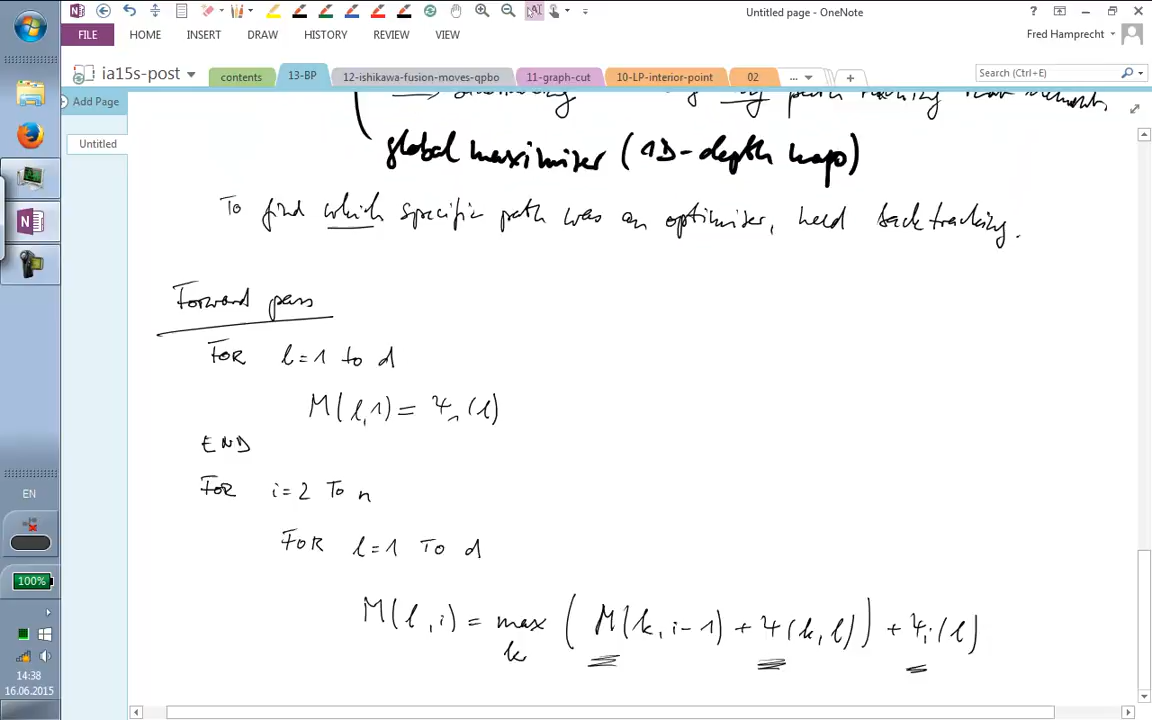 Untitled page - OneNote
FILE HOME INSERT DRAW HISTORY REVIEW VIEW
Fred Hamprecht
ia15s-post
contents 13-BP 12-ishikawa-fusion-moves-qpbo 11-graph-cut 10-LP-interior-point 02 ...
Search (Ctrl+E)
Add Page
Untitled
path
global maximizer (1D-depth map)
To find which specific path was an optimizer, need backtracking.
Forward pass
FOR l=1 to d
M(l,1) = Ψ₁(l)
END
FOR i=2 TO n
FOR l=1 TO d
M(l,i) = max ( M(k,i-1) + Ψ(k,l) ) + Ψᵢ(l)
k
EN
100%
14:38
16.06.2015